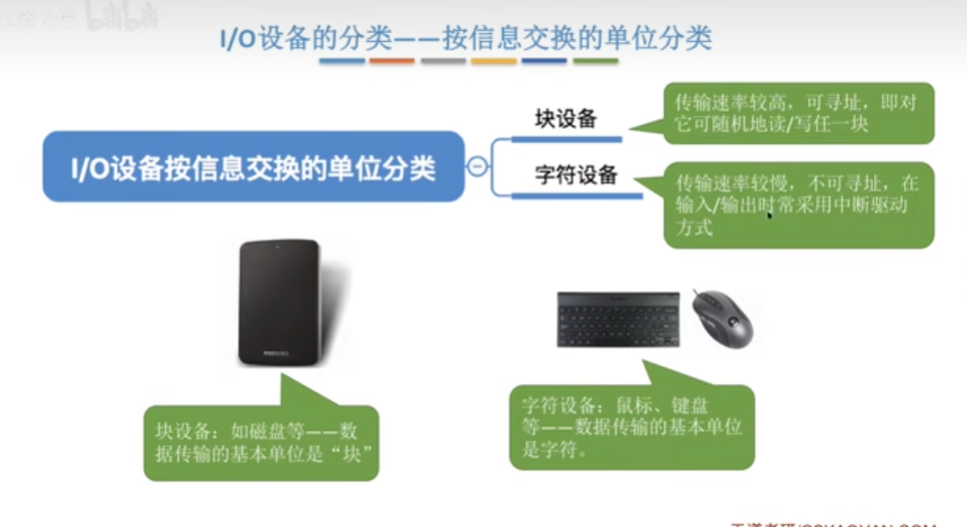 bilibili
I/O设备的分类——按信息交换的单位分类
I/O设备按信息交换的单位分类
块设备
传输速率较高，可寻址，即对
它可随机地读/写任一块
字符设备
传输速率较慢，不可寻址，在
输入/输出时常采用中断驱动
方式
块设备：如磁盘等——数
据传输的基本单位是“块”
字符设备：鼠标、键盘
等——数据传输的基本单位
是字符。